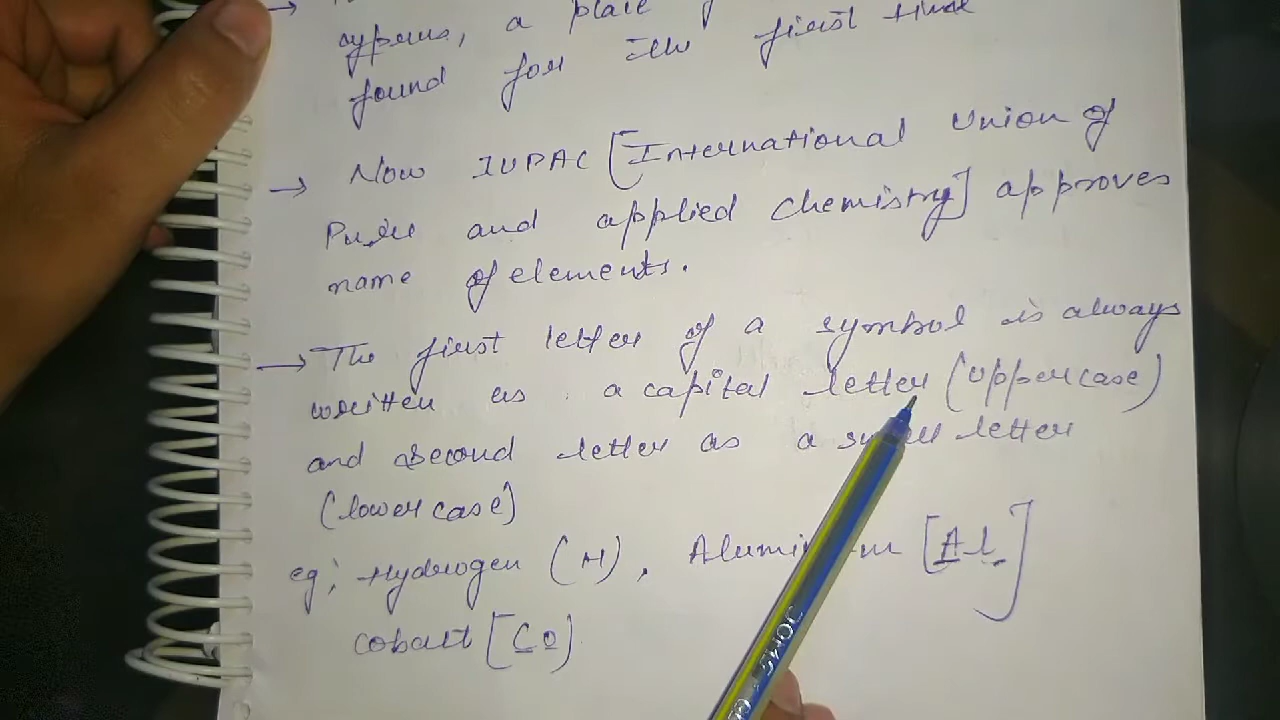 →
cyprus, a place
found for the first time
→ Now IUPAC [International Union of
Pure and applied chemistry] approves
name of elements.
→ The first letter of a symbol is always
written as a capital letter (uppercase)
and second letter as a small letter
(lowercase)
eg; Hydrogen (H), Aluminium [Al]
cobalt [Co]